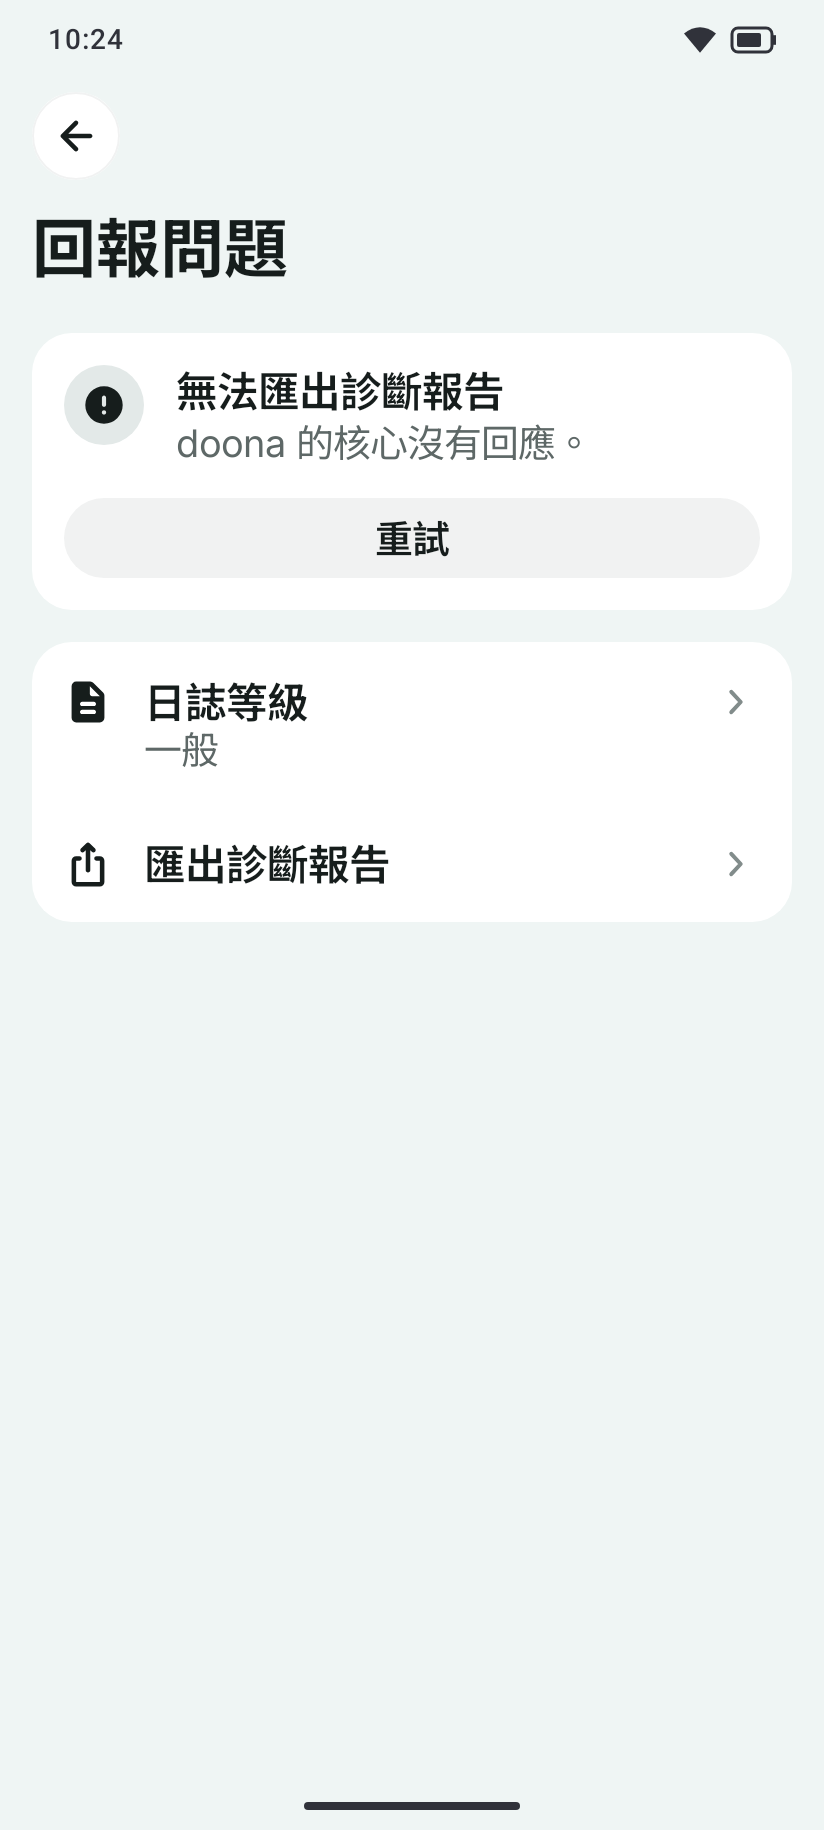 10:24
回報問題
無法匯出診斷報告
doona 的核心沒有回應。
重試
日誌等級
一般
匯出診斷報告